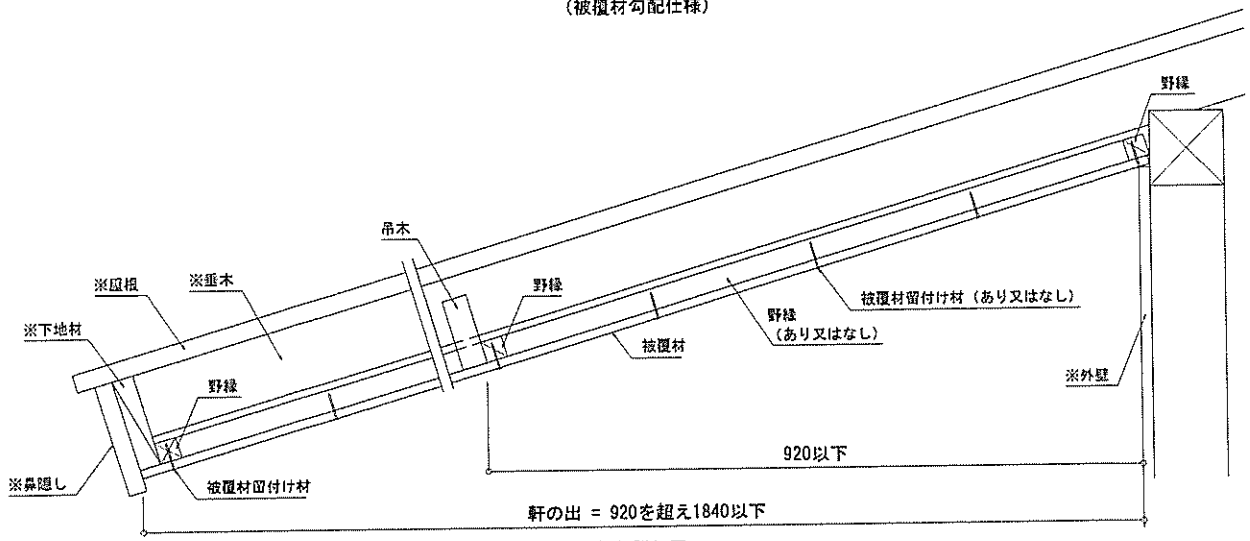 (被覆材勾配仕様)
野縁
吊木
※屋根
※垂木
野縁
被覆材留付け材 (あり又はなし)
※下地材
野縁
(あり又はなし)
被覆材
野縁
※外壁
920以下
※鼻隠し
被覆材留付け材
軒の出 = 920を超え1840以下